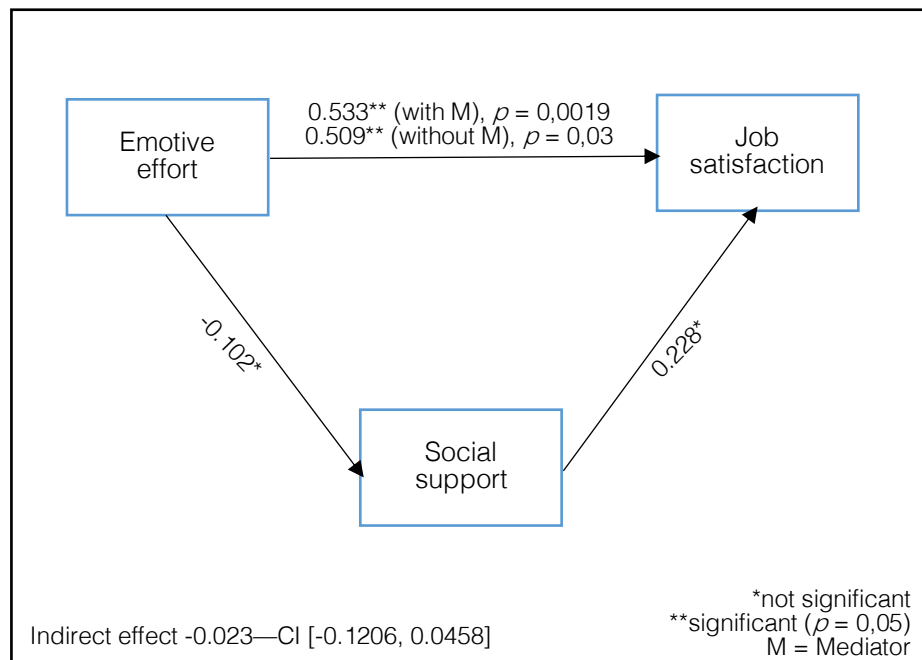 0.533** (with M), p = 0,0019
0.509** (without M), p = 0,03
Emotive
effort
Job
satisfaction
-0.102*
0.228*
Social
support
Indirect effect -0.023—CI [-0.1206, 0.0458]
*not significant
**significant (p = 0,05)
M = Mediator